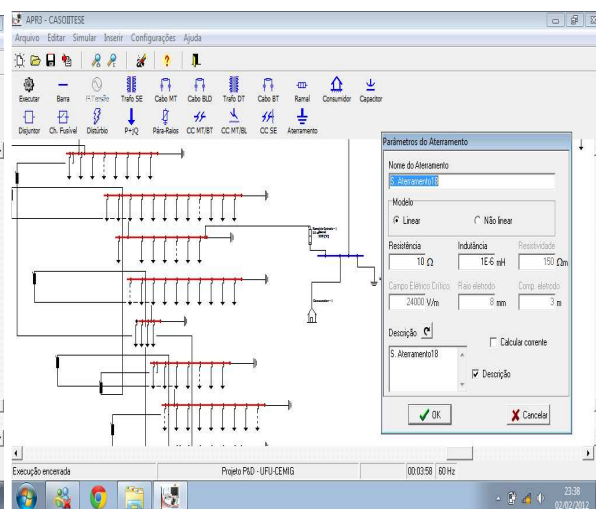 APR3 - CASOIITESE
Arquivo Editar Simular Inserir Configurações Ajuda
Executar Barra Trafo SE Cabo MT Cabo BLD Trafo DT Cabo BT Ramal Consumidor Capacitor
Disjuntor Ch. Fusível Distúrbio P+jQ Pára-Raios CC MT/BT CC MT/BL CC SE Aterramento
Parâmetros do Aterramento
Nome do Aterramento
S. Aterramento18
Modelo
Linear Não linear
Resistência Indutância Resistividade
10 Ω 1E-6 mH 150 Ωm
Campo Elétrico Crítico Raio eletrodo Comp. eletrodo
24000 V/m 8 mm 3 m
Descrição
Calcular corrente
S. Aterramento18
Descrição
OK Cancelar
Execução encerrada Projeto P&D - UFU-CEMIG 00:03:58 60 Hz
23:38
02/02/2012